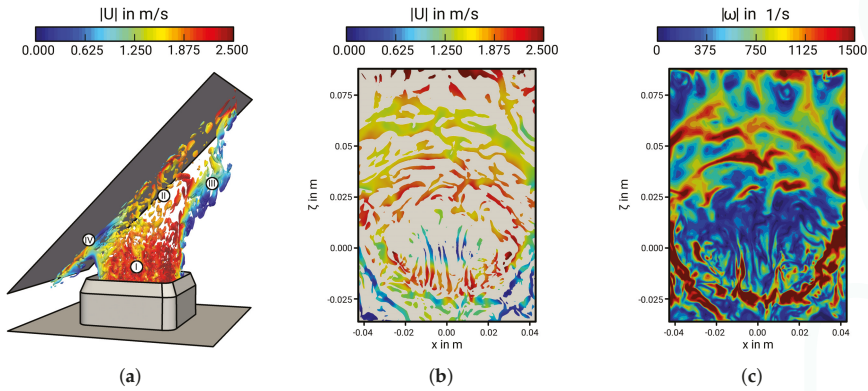 |U| in m/s
0.000 0.625 1.250 1.875 2.500
I
II
III
IV
(a)
|U| in m/s
0.000 0.625 1.250 1.875 2.500
ζ in m
0.075
0.050
0.025
0.000
-0.025
-0.04 -0.02 0.00 0.02 0.04
x in m
(b)
|ω| in 1/s
0 375 750 1125 1500
ζ in m
0.075
0.050
0.025
0.000
-0.025
-0.04 -0.02 0.00 0.02 0.04
x in m
(c)